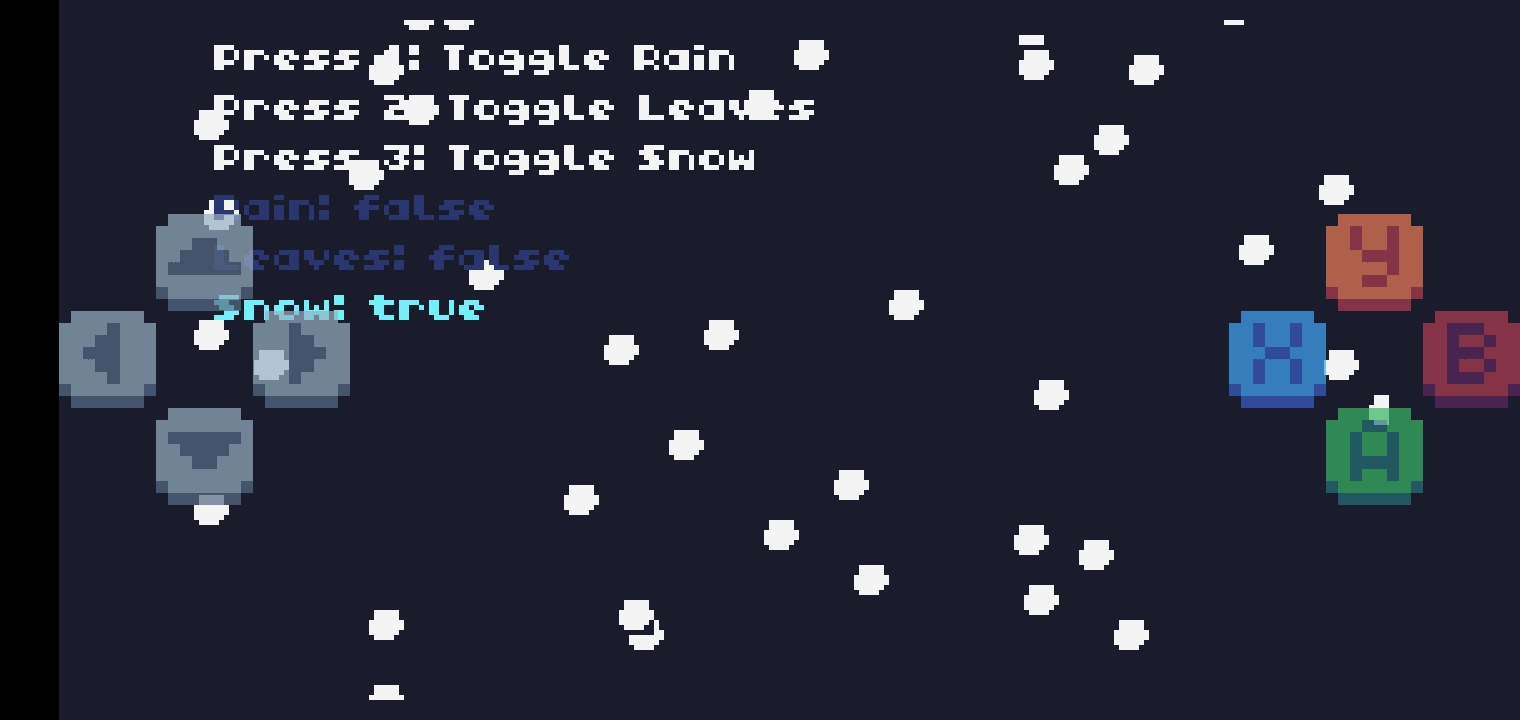 Press 1: Toggle Rain
Press 2: Toggle Leaves
Press 3: Toggle Snow
Rain: false
Leaves: false
Snow: true
Y
X B
A